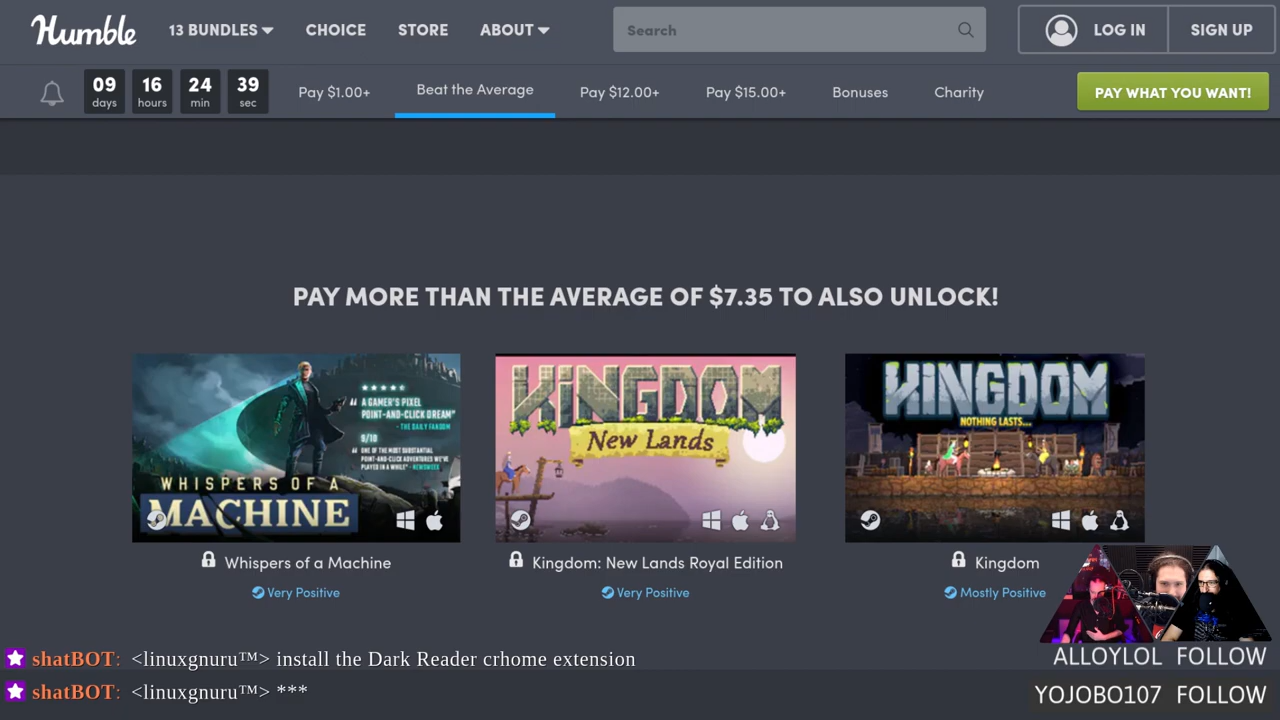 Humble 13 BUNDLES CHOICE STORE ABOUT Search LOG IN SIGN UP
09 days 16 hours 24 min 39 sec Pay $1.00+ Beat the Average Pay $12.00+ Pay $15.00+ Bonuses Charity PAY WHAT YOU WANT!
PAY MORE THAN THE AVERAGE OF $7.35 TO ALSO UNLOCK!
"A GAMER'S PIXEL
POINT-AND-CLICK DREAM"
- THE DAILY FANDOM
9/10
"ONE OF THE MOST SUBSTANTIAL
POINT-AND-CLICK ADVENTURES WE'VE
PLAYED IN A WHILE" - NEWSWEEK
WHISPERS OF A
MACHINE
KINGDOM
New Lands
KINGDOM
NOTHING LASTS...
Whispers of a Machine
Very Positive
Kingdom: New Lands Royal Edition
Very Positive
Kingdom
Mostly Positive
shatBOT: <linuxgnuru™> install the Dark Reader crhome extension
shatBOT: <linuxgnuru™> ***
ALLOYLOL FOLLOW
YOJOBO107 FOLLOW